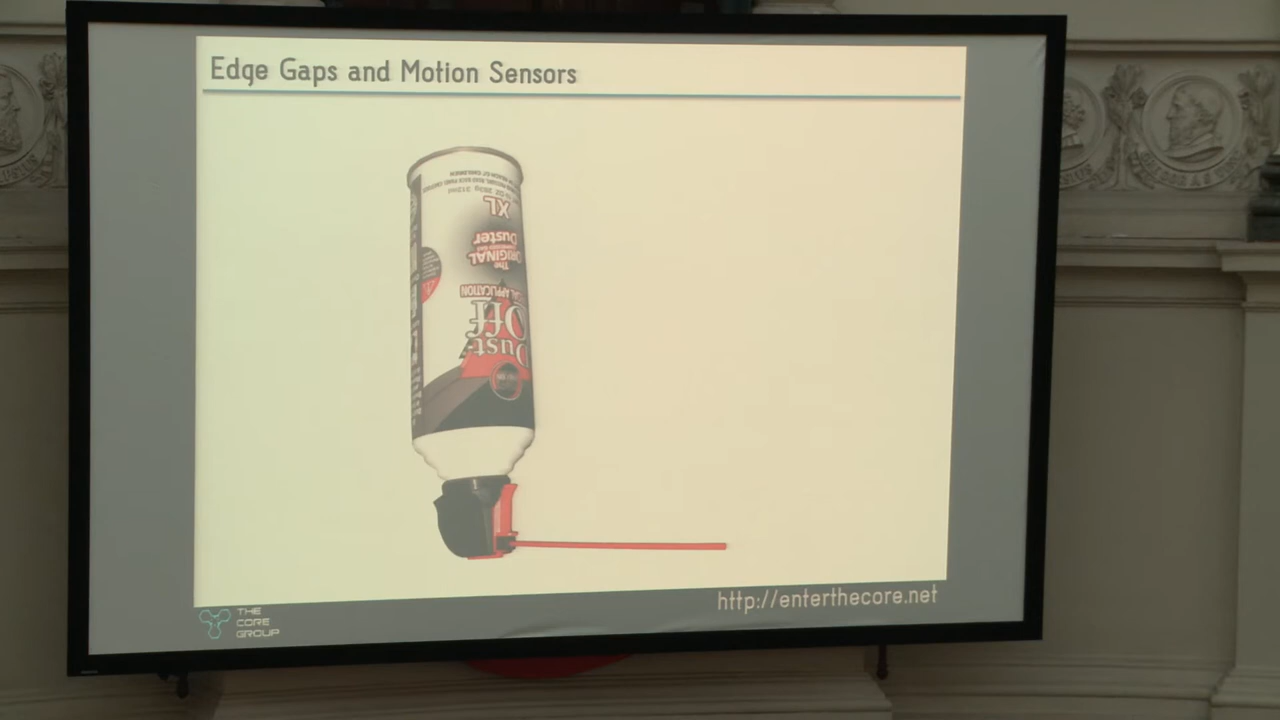 Edge Gaps and Motion Sensors
XL
Duster
ORIGINAL
The
APPLICATION
Off
Dust-
THE
CORE
GROUP
http://enterthecore.net